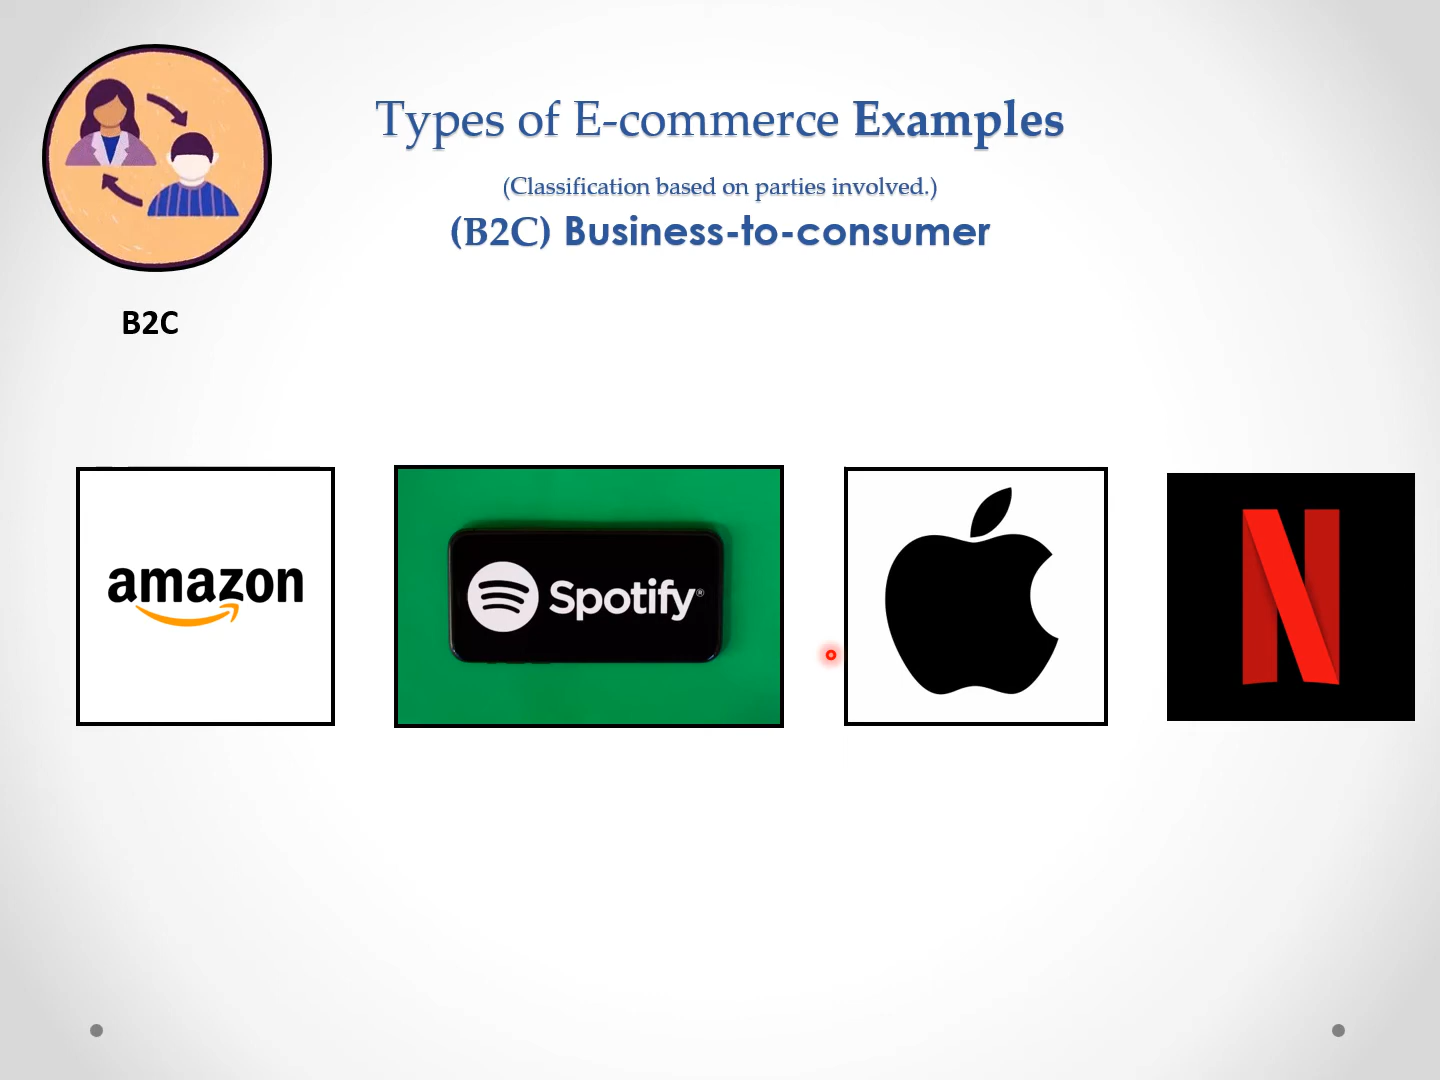 Types of E-commerce Examples
(Classification based on parties involved.)
(B2C) Business-to-consumer
B2C
amazon
Spotify®